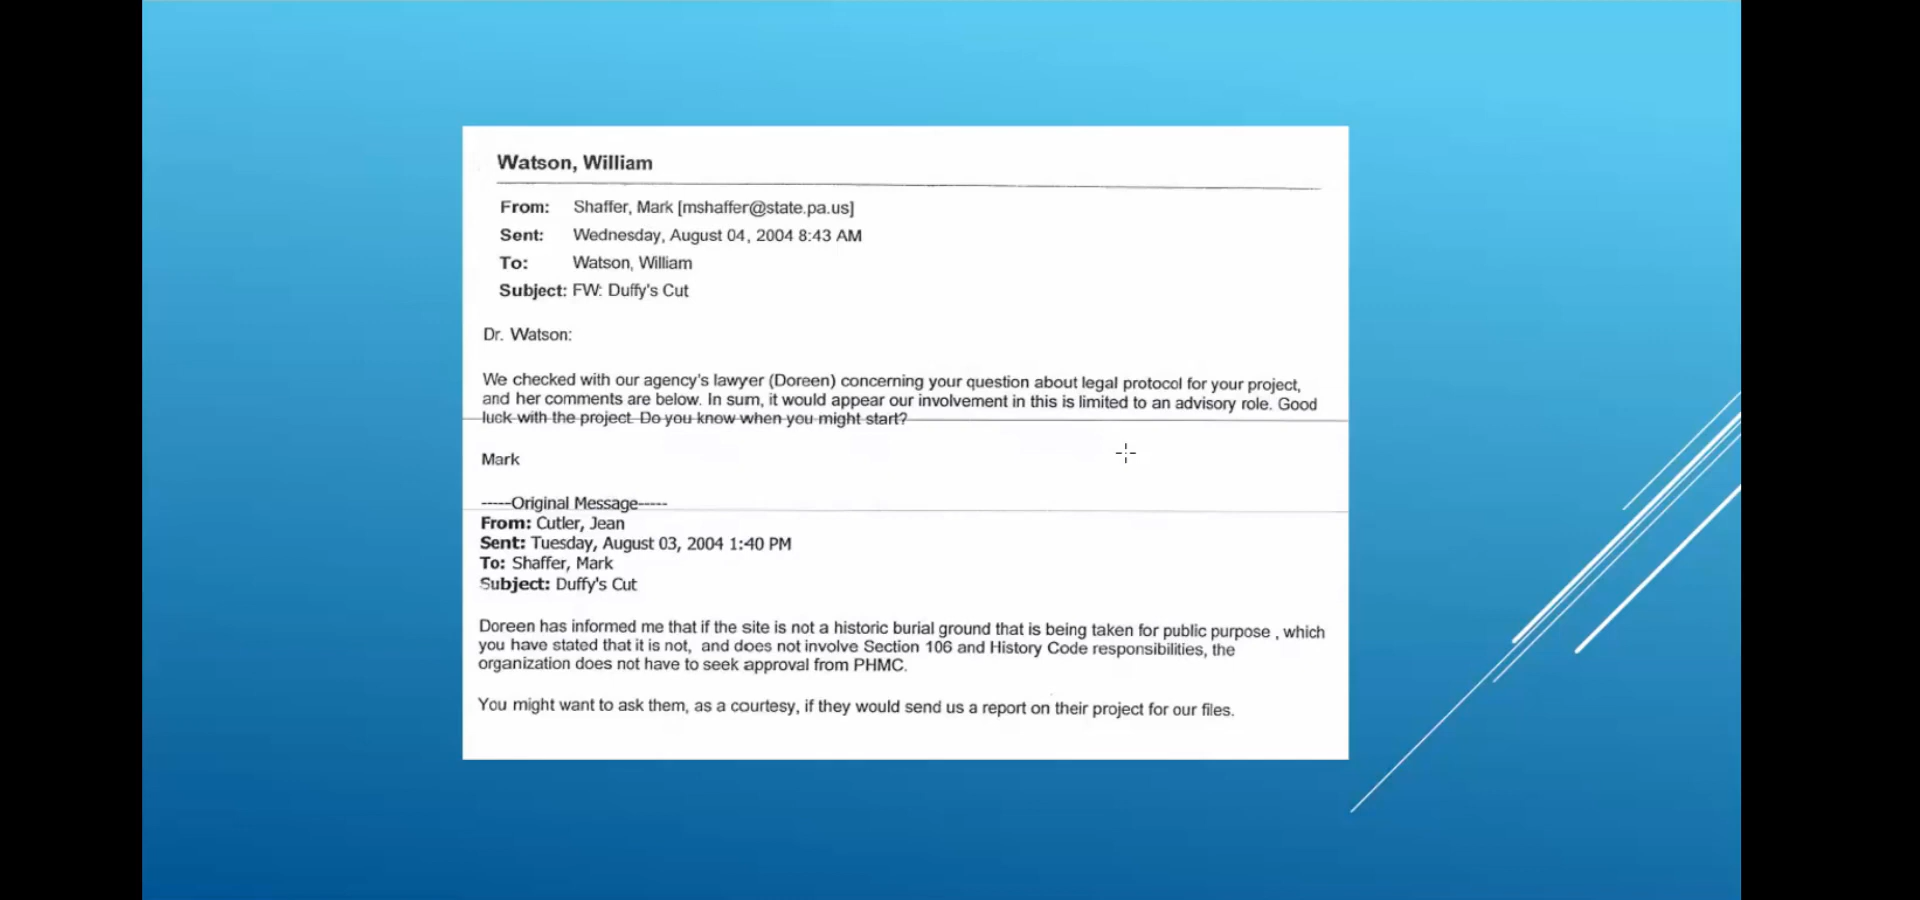 Watson, William
From: Shaffer, Mark [mshaffer@state.pa.us]
Sent: Wednesday, August 04, 2004 8:43 AM
To: Watson, William
Subject: FW: Duffy's Cut
Dr. Watson:
We checked with our agency's lawyer (Doreen) concerning your question about legal protocol for your project,
and her comments are below. In sum, it would appear our involvement in this is limited to an advisory role. Good
luck with the project. Do you know when you might start?
Mark
-----Original Message-----
From: Cutler, Jean
Sent: Tuesday, August 03, 2004 1:40 PM
To: Shaffer, Mark
Subject: Duffy's Cut
Doreen has informed me that if the site is not a historic burial ground that is being taken for public purpose , which
you have stated that it is not, and does not involve Section 106 and History Code responsibilities, the
organization does not have to seek approval from PHMC.
You might want to ask them, as a courtesy, if they would send us a report on their project for our files.